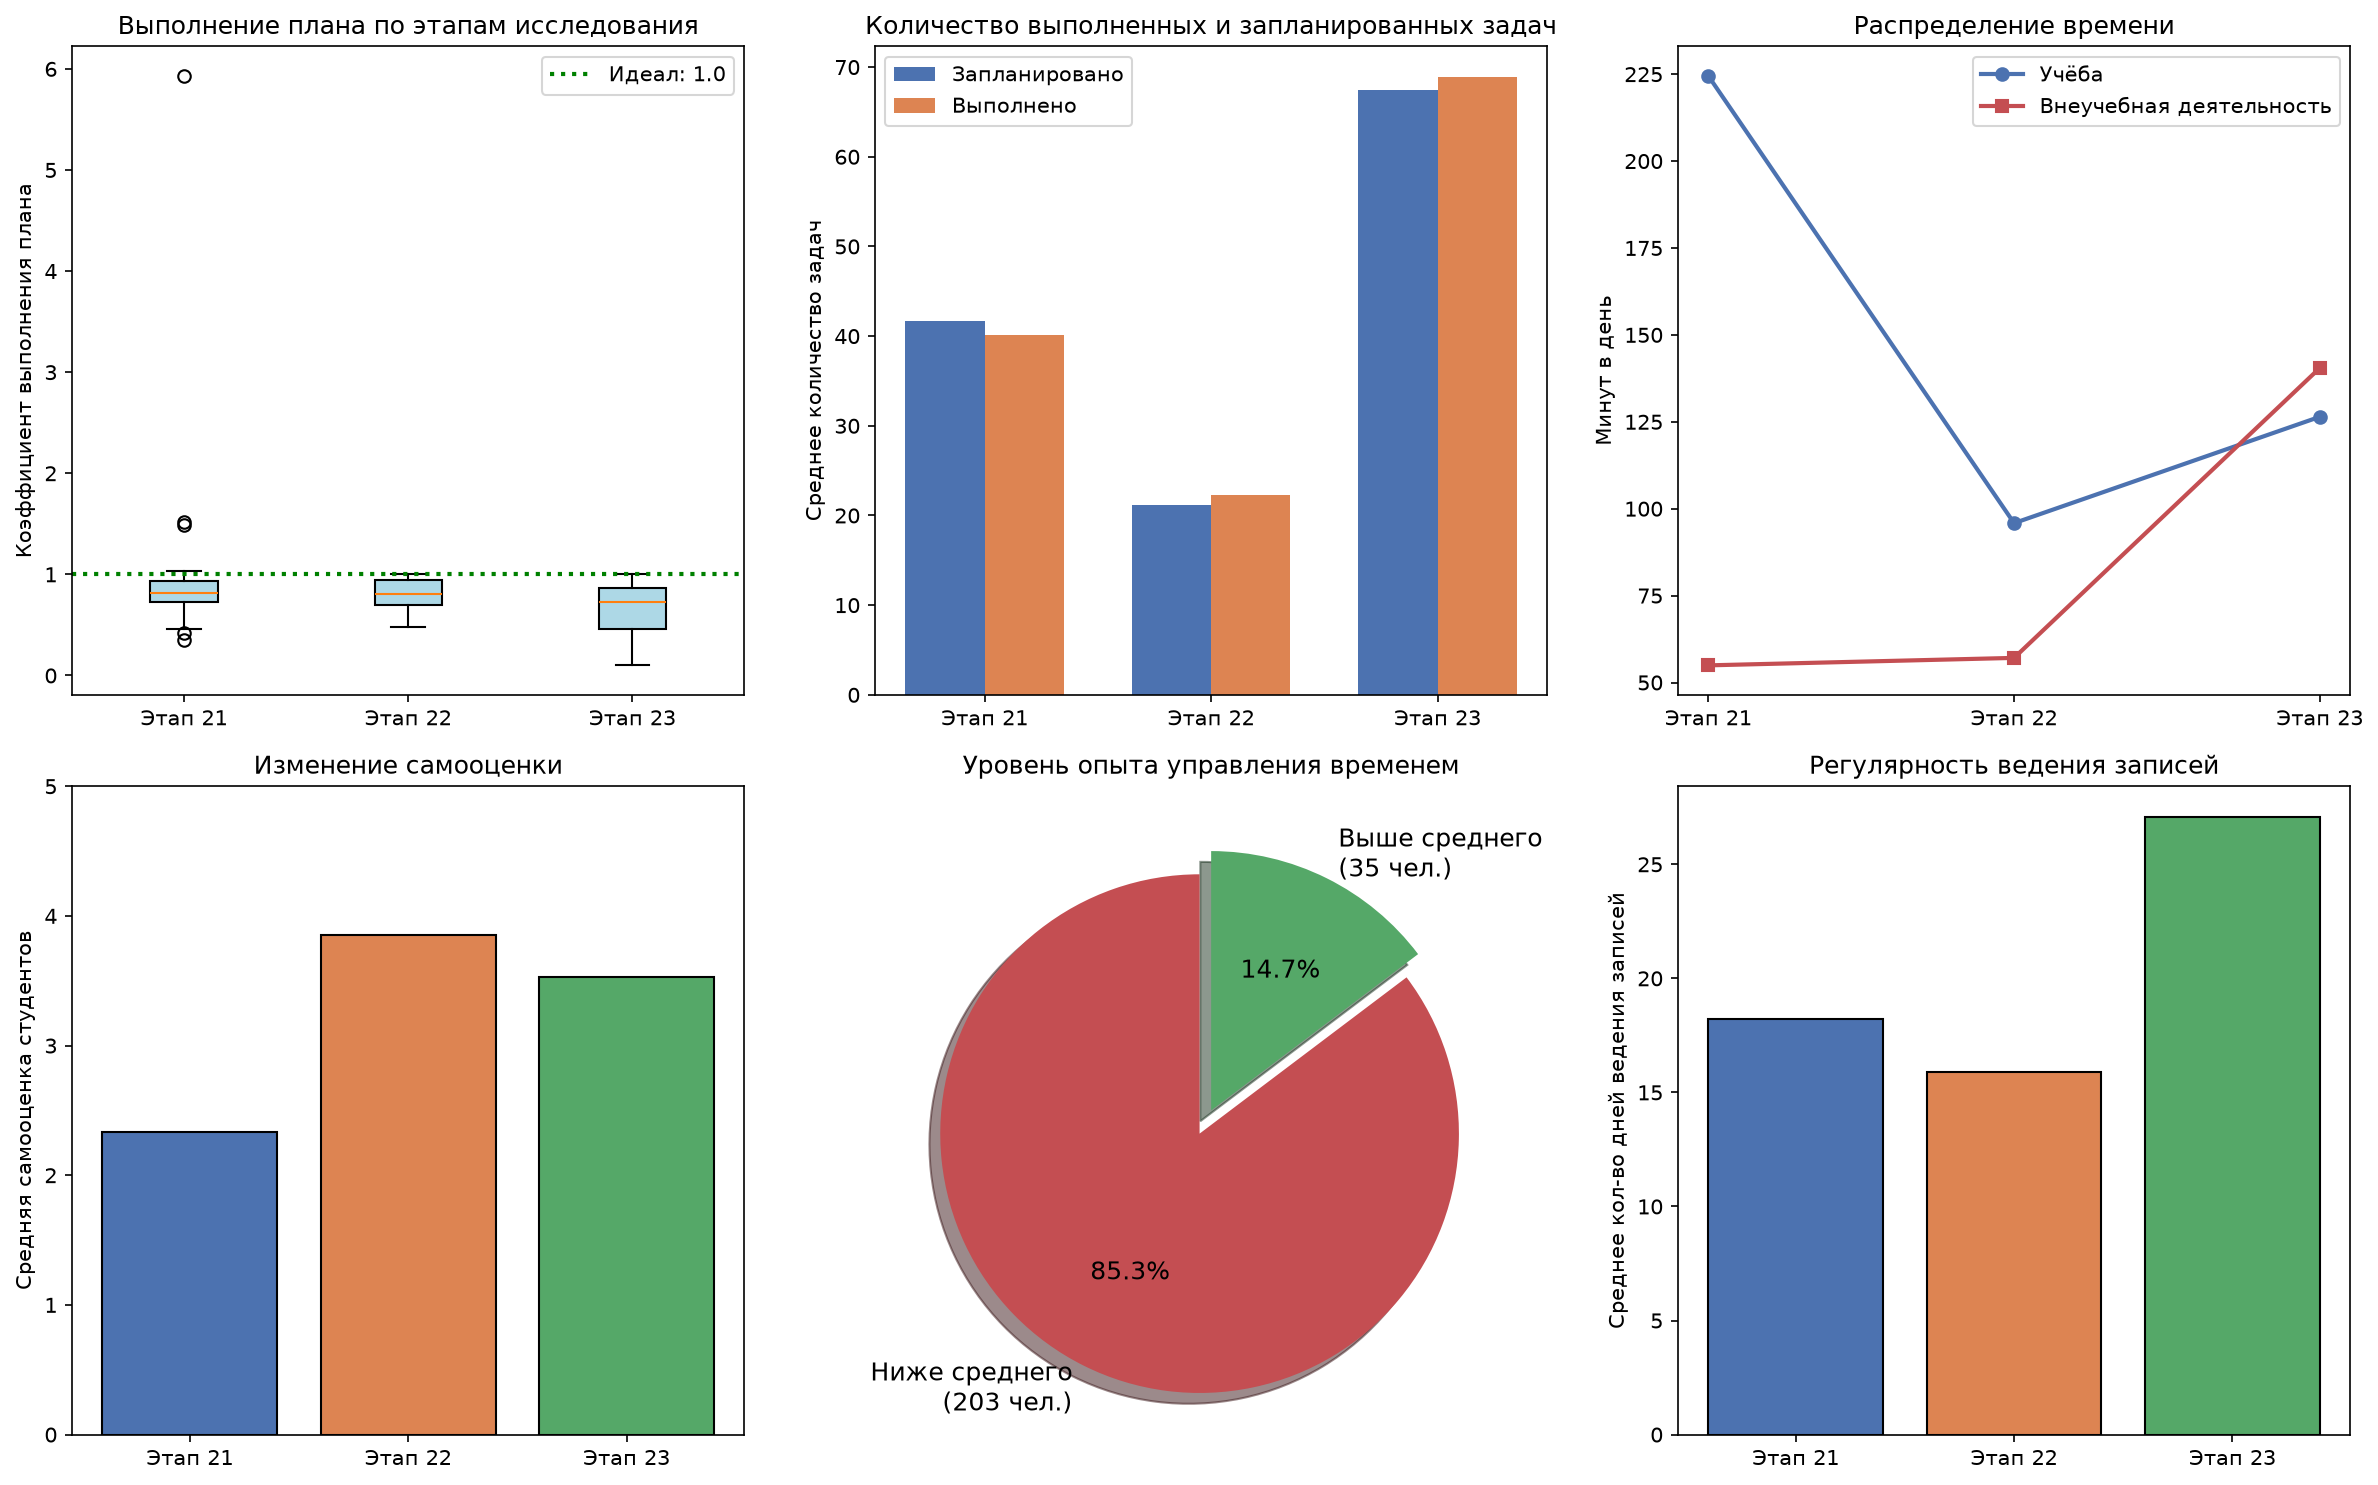 Выполнение плана по этапам исследования
Коэффициент выполнения плана
6
5
4
3
2
1
0
Идеал: 1.0
Этап 21
Этап 22
Этап 23
Количество выполненных и запланированных задач
Среднее количество задач
70
60
50
40
30
20
10
0
Запланировано
Выполнено
Этап 21
Этап 22
Этап 23
Распределение времени
Минут в день
225
200
175
150
125
100
75
50
Учёба
Внеучебная деятельность
Этап 21
Этап 22
Этап 23
Изменение самооценки
Средняя самооценка студентов
5
4
3
2
1
0
Этап 21
Этап 22
Этап 23
Уровень опыта управления временем
Выше среднего
(35 чел.)
14.7%
85.3%
Ниже среднего
(203 чел.)
Регулярность ведения записей
Среднее кол-во дней ведения записей
25
20
15
10
5
0
Этап 21
Этап 22
Этап 23